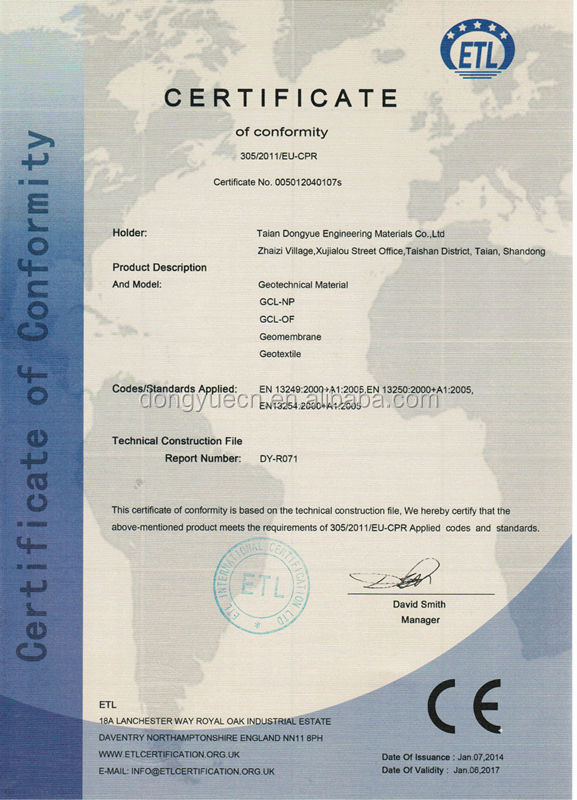 ETL
CERTIFICATE
of conformity
305/2011/EU-CPR
Certificate No. 005012040107s
Certificate of Conformity
Holder: Taian Dongyue Engineering Materials Co.,Ltd
Zhaizi Village,Xujialou Street Office,Taishan District, Taian, Shandong
Product Description
And Model: Geotechnical Material
GCL-NP
GCL-OF
Geomembrane
Geotextile
Codes/Standards Applied: EN 13249:2000+A1:2005,EN 13250:2000+A1:2005,
EN13254:2000+A1:2005
dongyuecn.en.alibaba.com
Technical Construction File
Report Number: DY-R071
This certificate of conformity is based on the technical construction file, We hereby certify that the
above-mentioned product meets the requirements of 305/2011/EU-CPR Applied codes and standards.
ETL INTERNATIONAL CERTIFICATION LTD
ETL
David Smith
Manager
CE
ETL
18A LANCHESTER WAY ROYAL OAK INDUSTRIAL ESTATE
DAVENTRY NORTHAMPTONSHIRE ENGLAND NN11 8PH
WWW.ETLCERTIFICATION.ORG.UK
E-MAIL: INFO@ETLCERTIFICATION.ORG.UK
Date Of Issuance : Jan.07,2014
Date Of Validity : Jan.06,2017